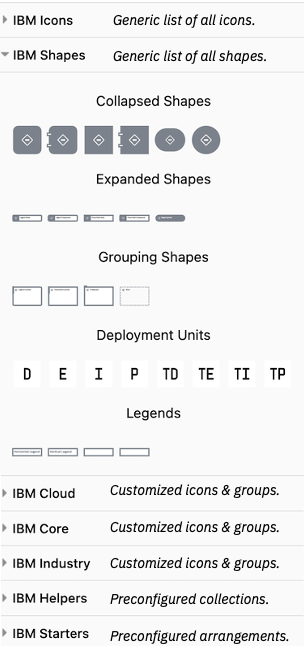 IBM Icons Generic list of all icons.
IBM Shapes Generic list of all shapes.
Collapsed Shapes
Expanded Shapes
Grouping Shapes
Deployment Units
D E I P TD TE TI TP
Legends
IBM Cloud Customized icons & groups.
IBM Core Customized icons & groups.
IBM Industry Customized icons & groups.
IBM Helpers Preconfigured collections.
IBM Starters Preconfigured arrangements.